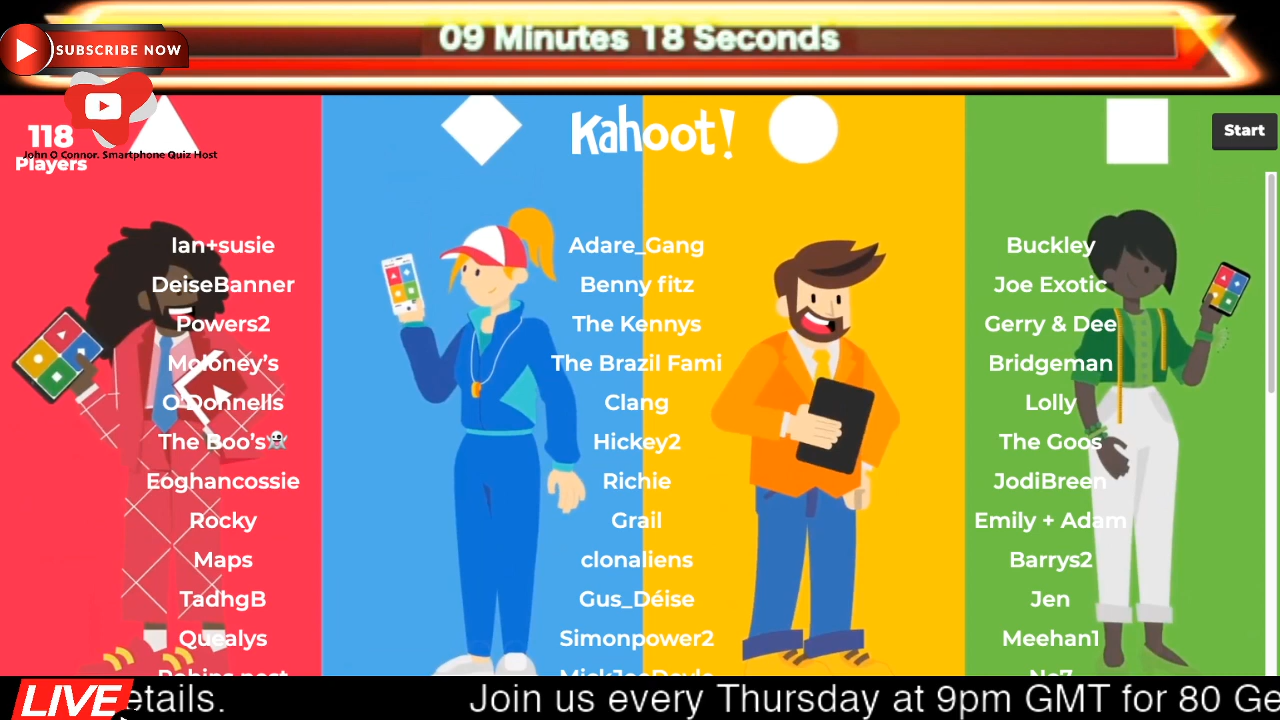 09 Minutes 18 Seconds
SUBSCRIBE NOW
118
Players
John O Connor. Smartphone Quiz Host
Kahoot!
Start
Ian+susie
Adare_Gang
Buckley
DeiseBanner
Benny fitz
Joe Exotic
Powers2
The Kennys
Gerry & Dee
Moloney's
The Brazil Fami
Bridgeman
O'Donnells
Clang
Lolly
The Boo's👻
Hickey2
The Goos
Eoghancossie
Richie
JodiBreen
Rocky
Grail
Emily + Adam
Maps
clonaliens
Barrys2
TadhgB
Gus_Déise
Jen
Quealys
Simonpower2
Meehan1
LIVE
etails. Join us every Thursday at 9pm GMT for 80 Ge